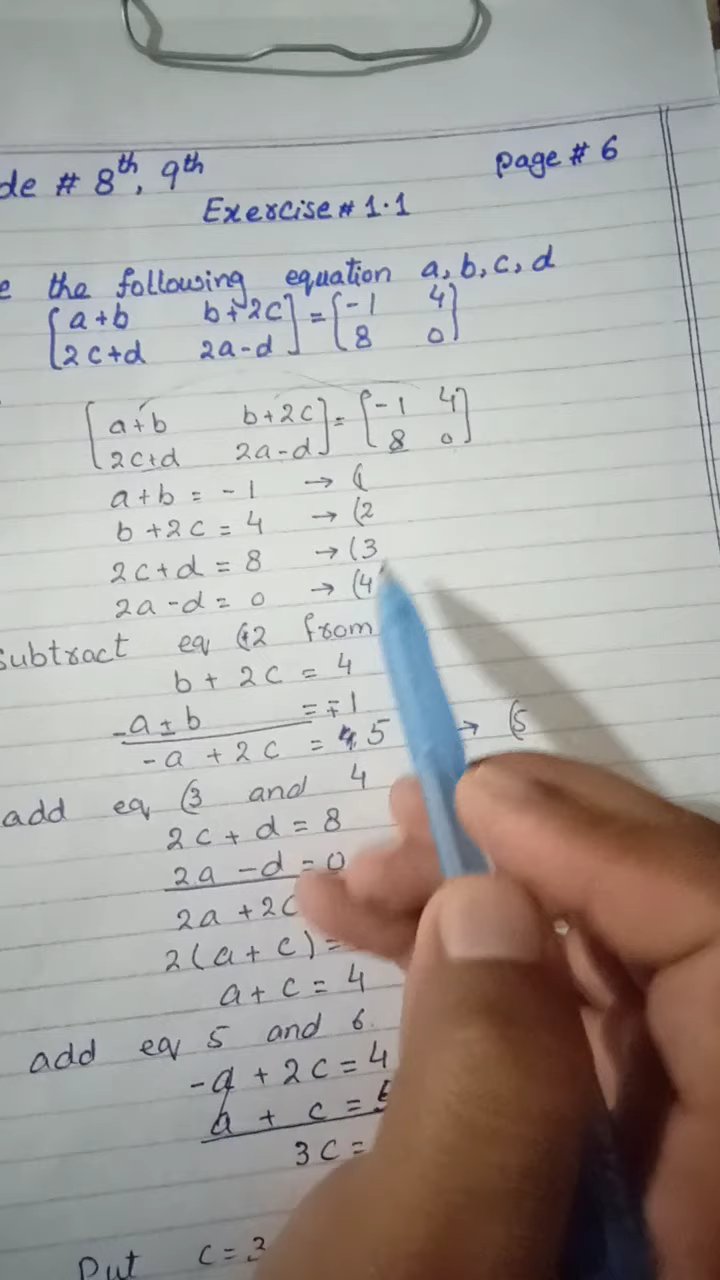 de # 8th, 9th page # 6
Exercise # 1.1
e the following equation a, b, c, d
[a+b b+2c] = [-1 4]
[2c+d 2a-d] [8 0]
[a+b b+2c] = [-1 4]
[2c+d 2a-d] [8 0]
a+b = -1 → (1
b+2c = 4 → (2
2c+d = 8 → (3
2a-d = 0 → (4
subtract eq 2 from
b + 2c = 4
-a ± b = ∓1
-a + 2c = 5 → (5
add eq (3 and 4
2c + d = 8
2a - d = 0
2a + 2c
2(a + c) =
a + c = 4
add eq 5 and 6
-a + 2c = 4
a + c = 5
3c =
Put c = 3